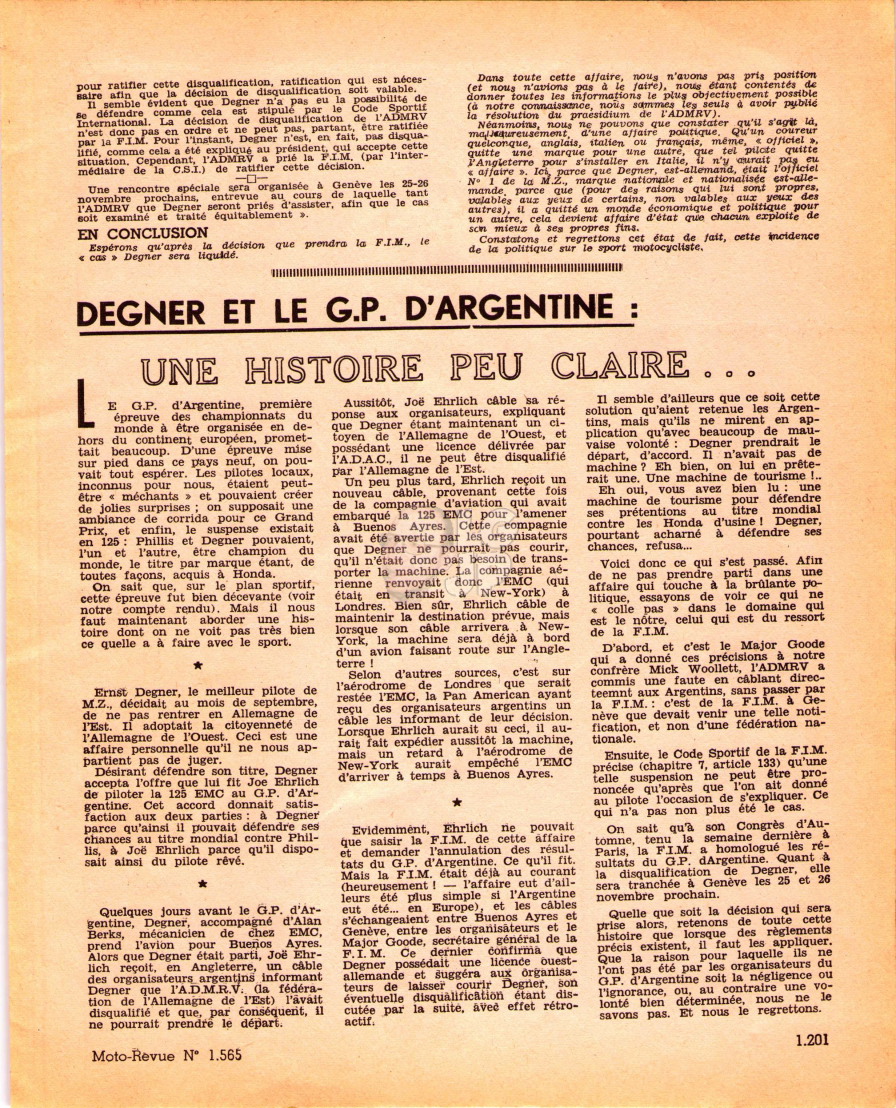 pour ratifier cette disqualification, ratification qui est néces-
saire afin que la décision de disqualification soit valable.
Il semble évident que Degner n'a pas eu la possibilité de
se défendre comme cela est stipulé par le Code Sportif
International. La décision de disqualification de l'ADMRV
n'est donc pas en ordre et ne peut pas, partant, être ratifiée
par la F.I.M. Pour l'instant, Degner n'est, en fait, pas disqua-
lifié, comme cela a été expliqué au président, qui accepte cette
situation. Cependant, l'ADMRV a prié la F.I.M. (par l'inter-
médiaire de la C.S.I.) de ratifier cette décision.
Une rencontre spéciale sera organisée à Genève les 25-26
novembre prochains, entrevue au cours de laquelle tant
l'ADMRV que Degner seront priés d'assister, afin que le cas
soit examiné et traité équitablement ».
EN CONCLUSION
Espérons qu'après la décision que prendra la F.I.M., le
« cas » Degner sera liquidé.
Dans toute cette affaire, nous n'avons pas pris position
(et nous n'avions pas à le faire), nous étant contentés de
donner toutes les informations le plus objectivement possible
(à notre connaissance, nous sommes les seuls à avoir publié
la résolution du praesidium de l'ADMRV).
Néanmoins, nous ne pouvons que constater qu'il s'agit là,
malheureusement, d'une affaire politique. Qu'un coureur
quelconque, anglais, italien ou français, même, « officiel »,
quitte une marque pour une autre, que tel pilote quitte
l'Angleterre pour s'installer en Italie, il n'y aurait pas eu
« affaire ». Ici, parce que Degner, est-allemand, était l'officiel
N° 1 de la M.Z., marque nationale et nationalisée est-alle-
mande, parce que (pour des raisons qui lui sont propres,
valables aux yeux de certains, non valables aux yeux des
autres), il a quitté un monde économique et politique pour
un autre, cela devient affaire d'état que chacun exploite de
son mieux à ses propres fins.
Constatons et regrettons cet état de fait, cette incidence
de la politique sur le sport motocycliste.
DEGNER ET LE G.P. D'ARGENTINE :
UNE HISTOIRE PEU CLAIRE...
LE G.P. d'Argentine, première
épreuve des championnats du
monde à être organisée en de-
hors du continent européen, promet-
tait beaucoup. D'une épreuve mise
sur pied dans ce pays neuf, on pou-
vait tout espérer. Les pilotes locaux,
inconnus pour nous, étaient peut-
être « méchants » et pouvaient créer
de jolies surprises ; on supposait une
ambiance de corrida pour ce Grand
Prix, et enfin, le suspense existait
en 125 : Phillis et Degner pouvaient,
l'un et l'autre, être champion du
monde, le titre par marque étant, de
toutes façons, acquis à Honda.
On sait que, sur le plan sportif,
cette épreuve fut bien décevante (voir
notre compte rendu). Mais il nous
faut maintenant aborder une his-
toire dont on ne voit pas très bien
ce quelle a à faire avec le sport.
★
Ernst Degner, le meilleur pilote de
M.Z., décidait au mois de septembre,
de ne pas rentrer en Allemagne de
l'Est. Il adoptait la citoyenneté de
l'Allemagne de l'Ouest. Ceci est une
affaire personnelle qu'il ne nous ap-
partient pas de juger.
Désirant défendre son titre, Degner
accepta l'offre que lui fit Joe Ehrlich
de piloter la 125 EMC au G.P. d'Ar-
gentine. Cet accord donnait satis-
faction aux deux parties : à Degner
parce qu'ainsi il pouvait défendre ses
chances au titre mondial contre Phil-
lis, à Joë Ehrlich parce qu'il dispo-
sait ainsi du pilote rêvé.
★
Quelques jours avant le G.P. d'Ar-
gentine, Degner, accompagné d'Alan
Berks, mécanicien de chez EMC,
prend l'avion pour Buenos Ayres.
Alors que Degner était parti, Joë Ehr-
lich reçoit, en Angleterre, un câble
des organisateurs argentins informant
Degner que l'A.D.M.R.V. (la fédéra-
tion de l'Allemagne de l'Est) l'avait
disqualifié et que, par conséquent, il
ne pourrait prendre le départ.
Aussitôt, Joë Ehrlich câble sa ré-
ponse aux organisateurs, expliquant
que Degner étant maintenant un ci-
toyen de l'Allemagne de l'Ouest, et
possédant une licence délivrée par
l'A.D.A.C., il ne peut être disqualifié
par l'Allemagne de l'Est.
Un peu plus tard, Ehrlich reçoit un
nouveau câble, provenant cette fois
de la compagnie d'aviation qui avait
embarqué la 125 EMC pour l'amener
à Buenos Ayres. Cette compagnie
avait été avertie par les organisateurs
que Degner ne pourrait pas courir,
qu'il n'était donc pas besoin de trans-
porter la machine. La compagnie aé-
rienne renvoyait donc l'EMC (qui
était en transit à New-York) à
Londres. Bien sûr, Ehrlich câble de
maintenir la destination prévue, mais
lorsque son câble arrivera à New-
York, la machine sera déjà à bord
d'un avion faisant route sur l'Angle-
terre !
Selon d'autres sources, c'est sur
l'aérodrome de Londres que serait
restée l'EMC, la Pan American ayant
reçu des organisateurs argentins un
câble les informant de leur décision.
Lorsque Ehrlich aurait su ceci, il au-
rait fait expédier aussitôt la machine,
mais un retard à l'aérodrome de
New-York aurait empêché l'EMC
d'arriver à temps à Buenos Ayres.
★
Evidemment, Ehrlich ne pouvait
que saisir la F.I.M. de cette affaire
et demander l'annulation des résul-
tats du G.P. d'Argentine. Ce qu'il fit.
Mais la F.I.M. était déjà au courant
(heureusement ! — l'affaire eut d'ail-
leurs été plus simple si l'Argentine
eut été... en Europe), et les câbles
s'échangeaient entre Buenos Ayres et
Genève, entre les organisateurs et le
Major Goode, secrétaire général de la
F.I.M. Ce dernier confirma que
Degner possédait une licence ouest-
allemande et suggéra aux organisa-
teurs de laisser courir Degner, son
éventuelle disqualification étant dis-
cutée par la suite, avec effet rétro-
actif.
Il semble d'ailleurs que ce soit cette
solution qu'aient retenue les Argen-
tins, mais qu'ils ne mirent en ap-
plication qu'avec beaucoup de mau-
vaise volonté : Degner prendrait le
départ, d'accord. Il n'avait pas de
machine ? Eh bien, on lui en prête-
rait une. Une machine de tourisme !..
Eh oui, vous avez bien lu : une
machine de tourisme pour défendre
ses prétentions au titre mondial
contre les Honda d'usine ! Degner,
pourtant acharné à défendre ses
chances, refusa...
Voici donc ce qui s'est passé. Afin
de ne pas prendre parti dans une
affaire qui touche à la brûlante po-
litique, essayons de voir ce qui ne
« colle pas » dans le domaine qui
est le nôtre, celui qui est du ressort
de la F.I.M.
D'abord, et c'est le Major Goode
qui a donné ces précisions à notre
confrère Mick Woollett, l'ADMRV a
commis une faute en câblant direc-
teemnt aux Argentins, sans passer par
la F.I.M. : c'est de la F.I.M. à Ge-
nève que devait venir une telle noti-
fication, et non d'une fédération na-
tionale.
Ensuite, le Code Sportif de la F.I.M.
précise (chapitre 7, article 133) qu'une
telle suspension ne peut être pro-
noncée qu'après que l'on ait donné
au pilote l'occasion de s'expliquer. Ce
qui n'a pas non plus été le cas.
On sait qu'à son Congrès d'Au-
tomne, tenu la semaine dernière à
Paris, la F.I.M. a homologué les ré-
sultats du G.P. dArgentine. Quant à
la disqualification de Degner, elle
sera tranchée à Genève les 25 et 26
novembre prochain.
Quelle que soit la décision qui sera
prise alors, retenons de toute cette
histoire que lorsque des règlements
précis existent, il faut les appliquer.
Que la raison pour laquelle ils ne
l'ont pas été par les organisateurs du
G.P. d'Argentine soit la négligence ou
l'ignorance, ou, au contraire une vo-
lonté bien déterminée, nous ne le
savons pas. Et nous le regrettons.
Moto-Revue N° 1.565
1.201